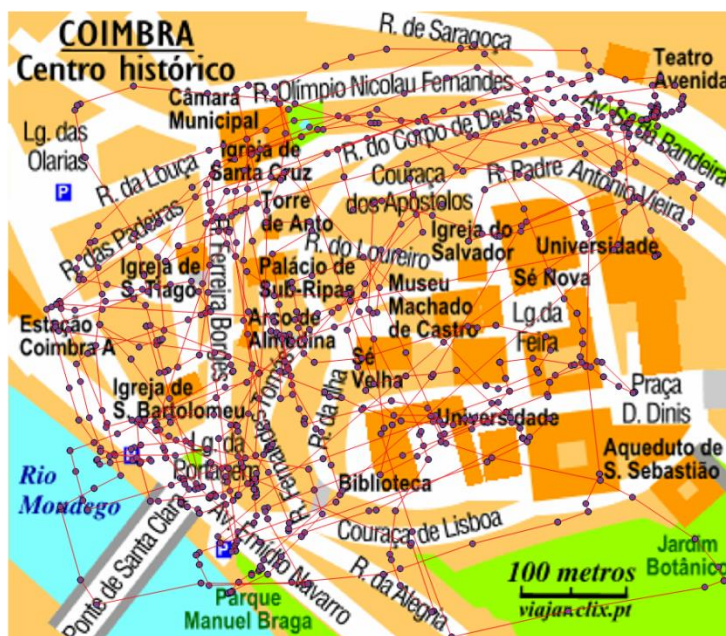 COIMBRA
Centro histórico
R. de Saragoça
Teatro
Avenida
R. Olímpio Nicolau Fernandes
Câmara
Municipal
Av. Sá da Bandeira
Lg. das
Olarias
P
R. da Louça
Igreja de
Santa Cruz
R. do Corpo de Deus
Couraça
dos Apóstolos
R. Padre António Vieira
R. das Padeiras
Torre
de Anto
R. do Loureiro
Igreja do
Salvador
Universidade
Igreja de
S. Tiago
R. Ferreira Borges
Palácio de
Sub-Ripas
Museu
Machado
de Castro
Sé Nova
Lg. da
Feira
Estação
Coimbra A
Arco de
Almedina
Sé
Velha
Igreja de
S. Bartolomeu
R. Fernandes Tomás
R. da Ilha
Universidade
Praça
D. Dinis
Lg. da
Portagem
Aqueduto de
S. Sebastião
Biblioteca
Rio
Mondego
Ponte de Santa Clara
Av. Emídio Navarro
Couraça de Lisboa
P
R. da Alegria
Jardim
Botânico
Parque
Manuel Braga
100 metros
viajar.clix.pt